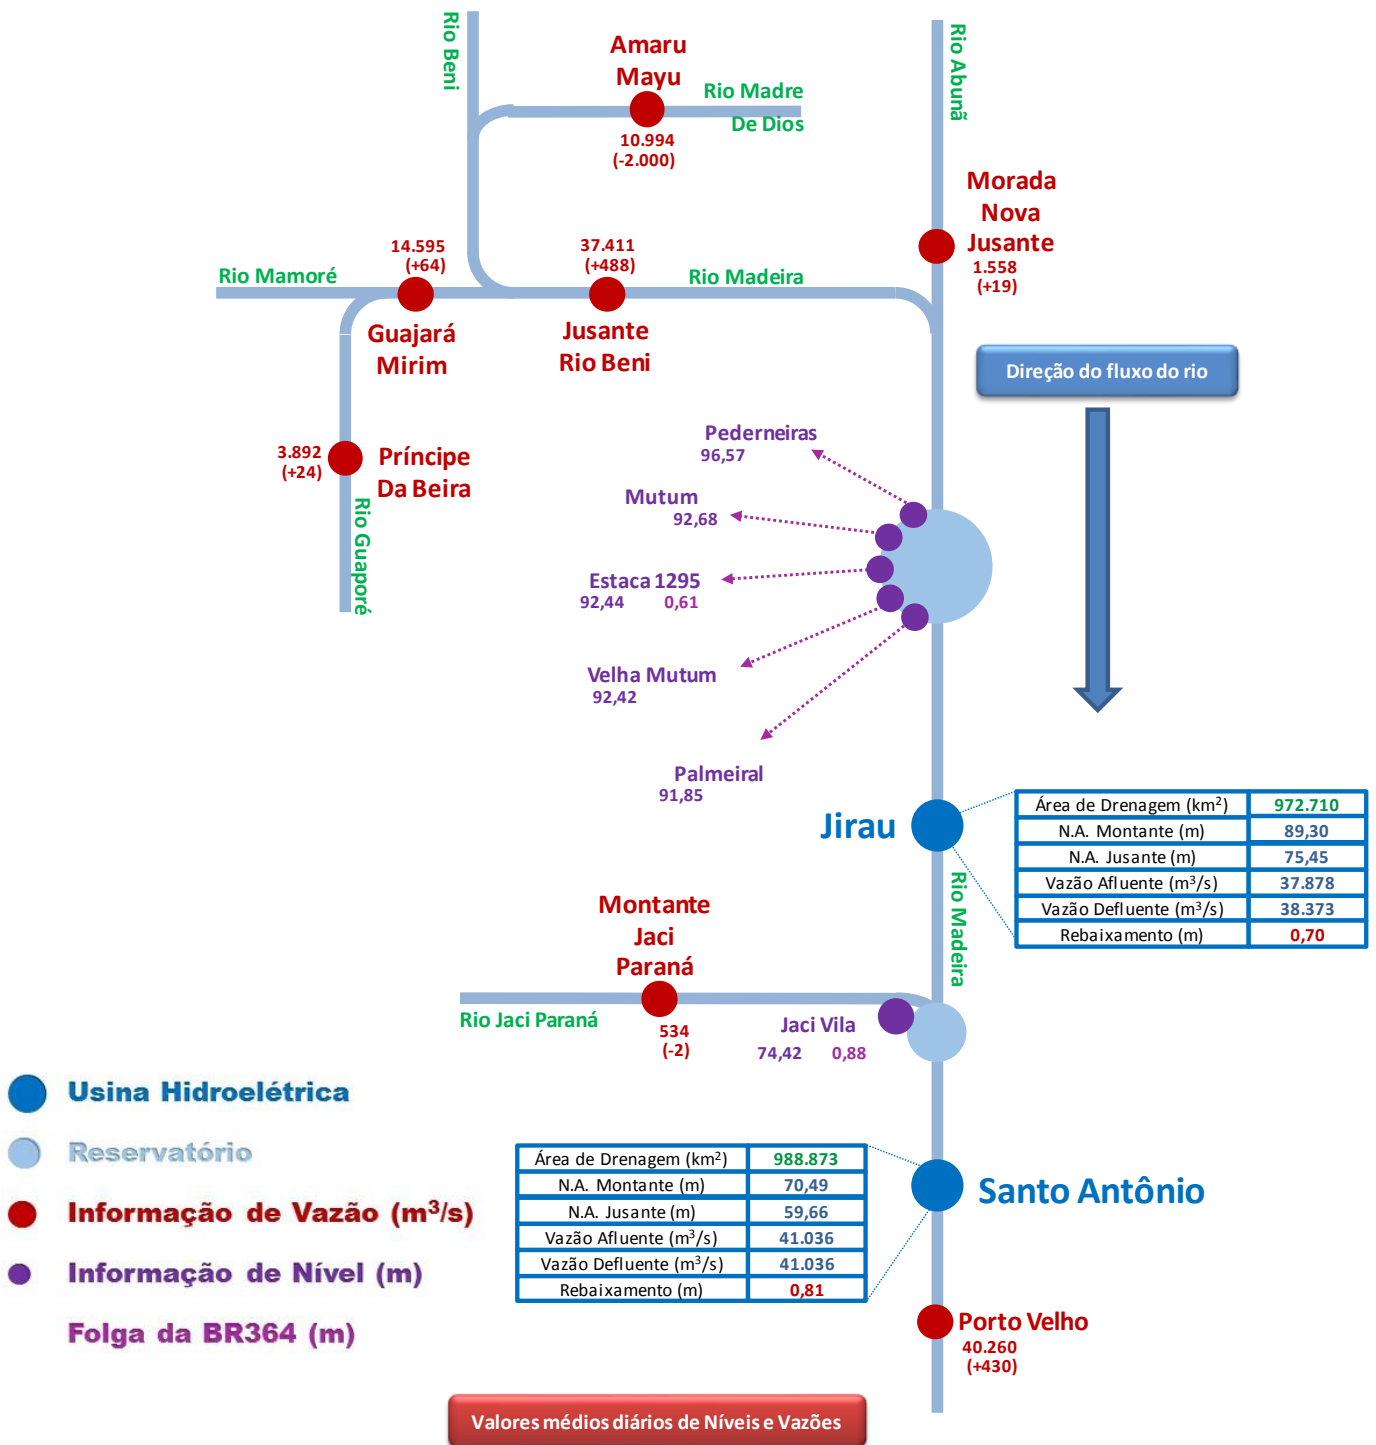 Rio Beni
Amaru
Mayu
Rio Madre
De Dios
10.994
(-2.000)
Rio Abunã
Morada
Nova
Jusante
1.558
(+19)
14.595
(+64)
37.411
(+488)
Rio Mamoré
Rio Madeira
Guajará
Mirim
Jusante
Rio Beni
Direção do fluxo do rio
3.892
(+24)
Príncipe
Da Beira
Rio Guaporé
Pederneiras
96,57
Mutum
92,68
Estaca 1295
92,44 0,61
Velha Mutum
92,42
Palmeiral
91,85
Jirau
Área de Drenagem (km²) 972.710
N.A. Montante (m) 89,30
N.A. Jusante (m) 75,45
Vazão Afluente (m³/s) 37.878
Vazão Defluente (m³/s) 38.373
Rebaixamento (m) 0,70
Rio Madeira
Montante
Jaci
Paraná
Rio Jaci Paraná
534
(-2)
Jaci Vila
74,42 0,88
Usina Hidroelétrica
Reservatório
Informação de Vazão (m³/s)
Informação de Nível (m)
Folga da BR364 (m)
Área de Drenagem (km²) 988.873
N.A. Montante (m) 70,49
N.A. Jusante (m) 59,66
Vazão Afluente (m³/s) 41.036
Vazão Defluente (m³/s) 41.036
Rebaixamento (m) 0,81
Santo Antônio
Porto Velho
40.260
(+430)
Valores médios diários de Níveis e Vazões